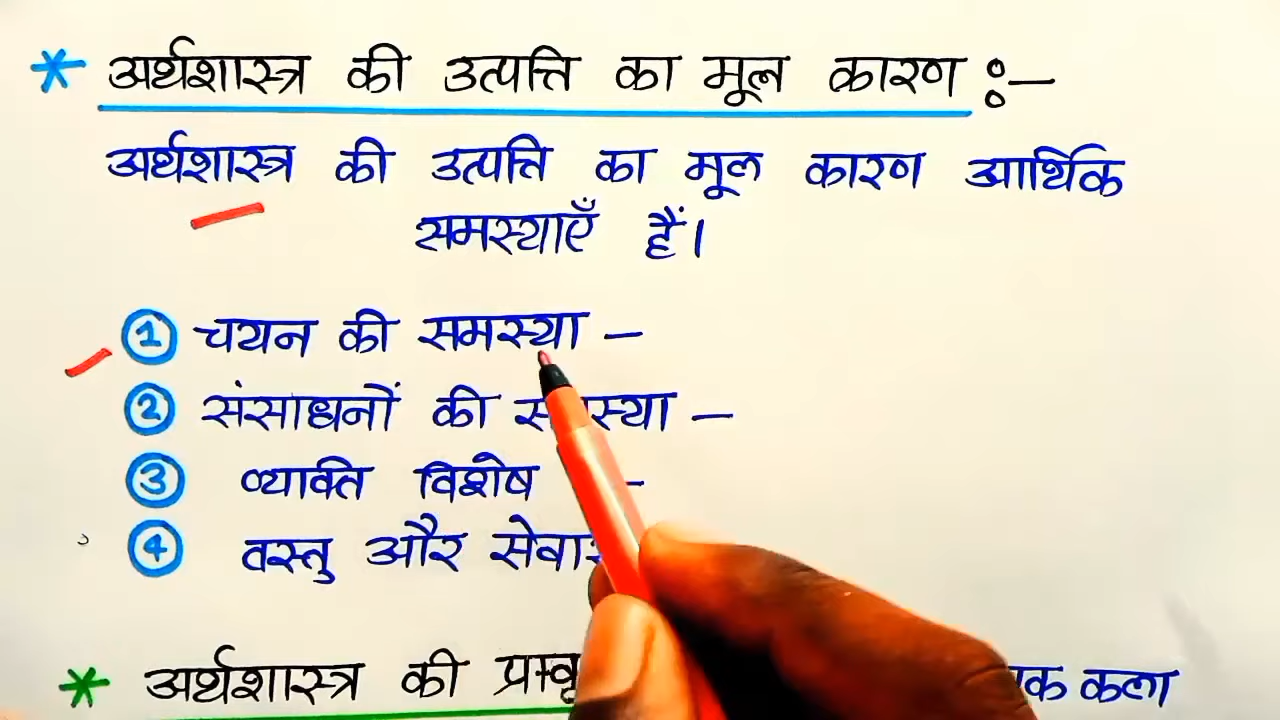 * अर्थशास्त्र की उत्पत्ति का मूल कारण :-
अर्थशास्त्र की उत्पत्ति का मूल कारण आर्थिक
समस्याएँ हैं।
① चयन की समस्या -
② संसाधनों की समस्या -
③ व्यक्ति विशेष -
④ वस्तु और
* अर्थशास्त्र की कला